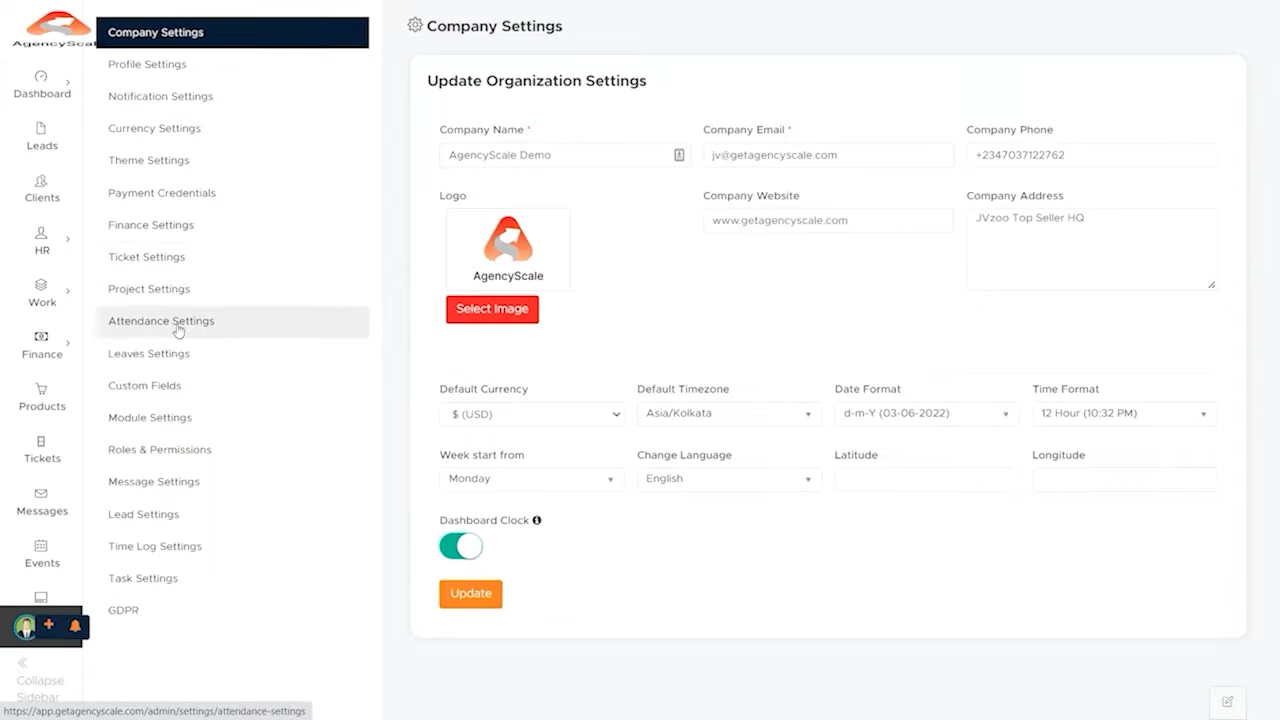 AgencyScale
Dashboard
Leads
Clients
HR
Work
Finance
Products
Tickets
Messages
Events
Collapse
Sidebar
Company Settings
Profile Settings
Notification Settings
Currency Settings
Theme Settings
Payment Credentials
Finance Settings
Ticket Settings
Project Settings
Attendance Settings
Leaves Settings
Custom Fields
Module Settings
Roles & Permissions
Message Settings
Lead Settings
Time Log Settings
Task Settings
GDPR
Company Settings
Update Organization Settings
Company Name *
Company Email *
Company Phone
AgencyScale Demo
jv@getagencyscale.com
+2347037122762
Logo
Company Website
Company Address
AgencyScale
www.getagencyscale.com
JVzoo Top Seller HQ
Select Image
Default Currency
Default Timezone
Date Format
Time Format
$ (USD)
Asia/Kolkata
d-m-Y (03-06-2022)
12 Hour (10:32 PM)
Week start from
Change Language
Latitude
Longitude
Monday
English
Dashboard Clock
Update
https://app.getagencyscale.com/admin/settings/attendance-settings